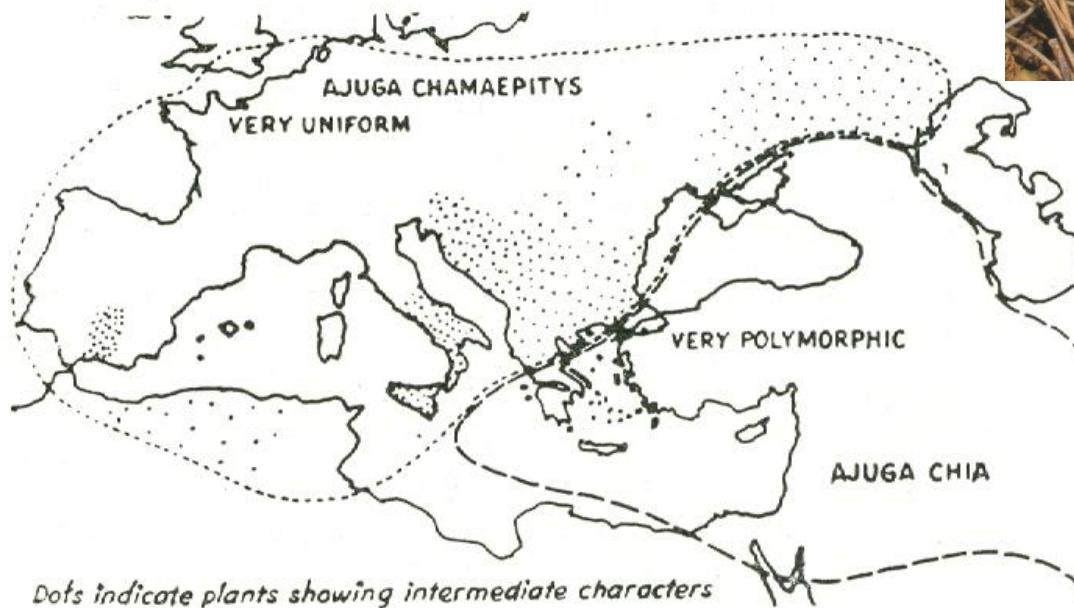 AJUGA CHAMAEPITYS
VERY UNIFORM
VERY POLYMORPHIC
AJUGA CHIA
Dots indicate plants showing intermediate characters